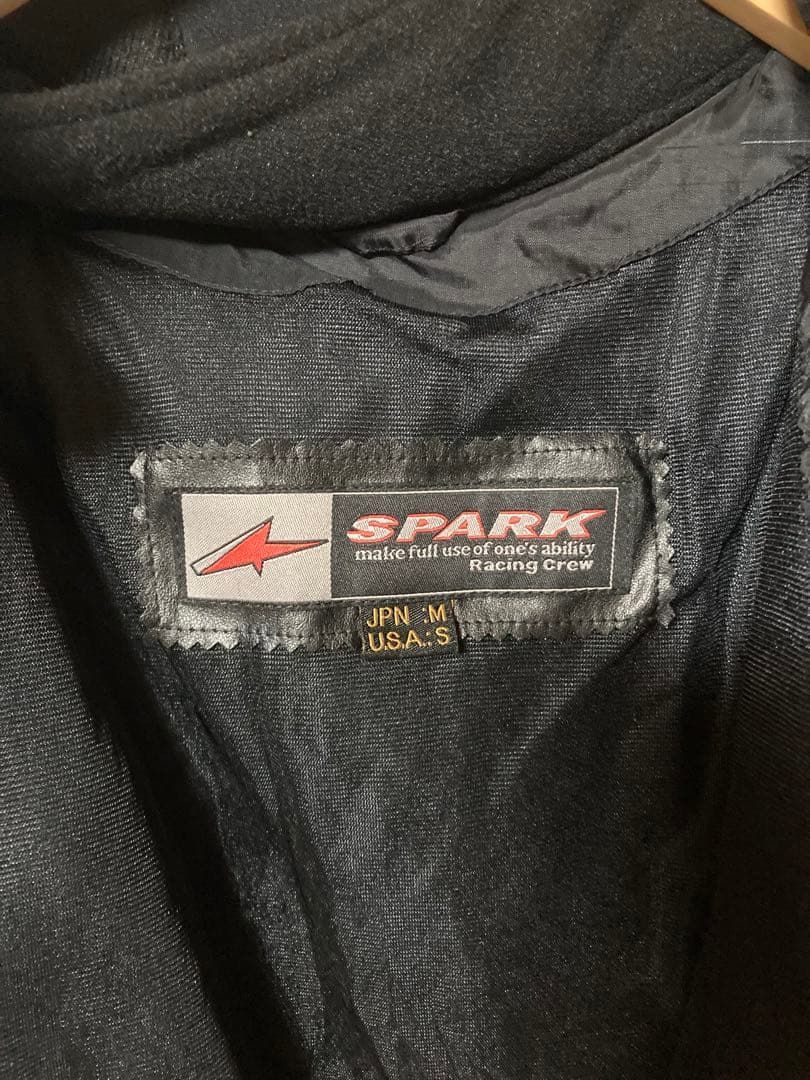 SPARK
make full use of one's ability
Racing Crew
JPN :M
U.S.A.: S